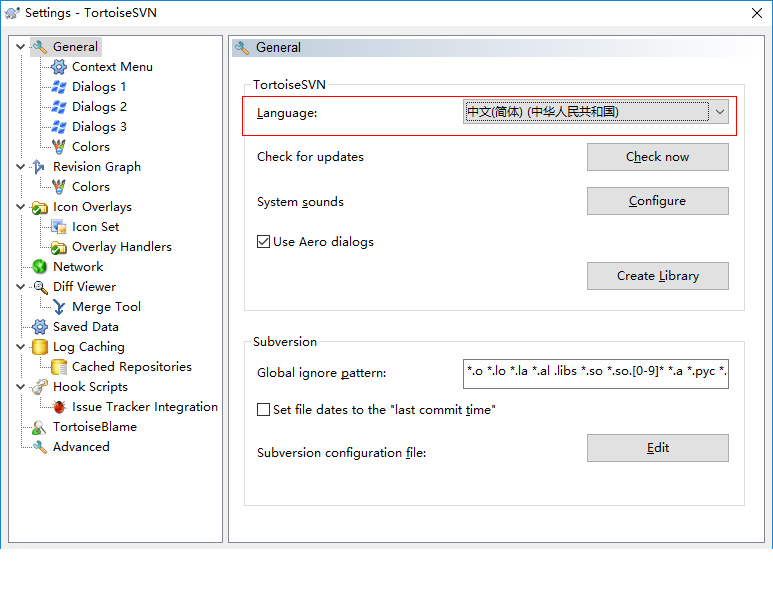 Settings - TortoiseSVN
General
Context Menu
Dialogs 1
Dialogs 2
Dialogs 3
Colors
Revision Graph
Colors
Icon Overlays
Icon Set
Overlay Handlers
Network
Diff Viewer
Merge Tool
Saved Data
Log Caching
Cached Repositories
Hook Scripts
Issue Tracker Integration
TortoiseBlame
Advanced
General
TortoiseSVN
Language: 中文(简体) (中华人民共和国)
Check for updates Check now
System sounds Configure
Use Aero dialogs
Create Library
Subversion
Global ignore pattern: *.o *.lo *.la *.al .libs *.so *.so.[0-9]* *.a *.pyc *.
Set file dates to the "last commit time"
Subversion configuration file: Edit